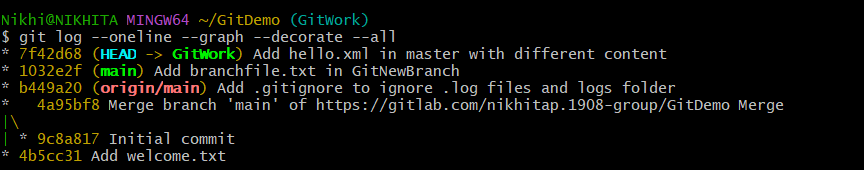 Nikhi@NIKHITA MINGW64 ~/GitDemo (GitWork)
$ git log --oneline --graph --decorate --all
* 7f42d68 (HEAD -> GitWork) Add hello.xml in master with different content
* 1032e2f (main) Add branchfile.txt in GitNewBranch
* b449a20 (origin/main) Add .gitignore to ignore .log files and logs folder
*   4a95bf8 Merge branch 'main' of https://gitlab.com/nikhitap.1908-group/GitDemo Merge
|\
| * 9c8a817 Initial commit
* 4b5cc31 Add welcome.txt